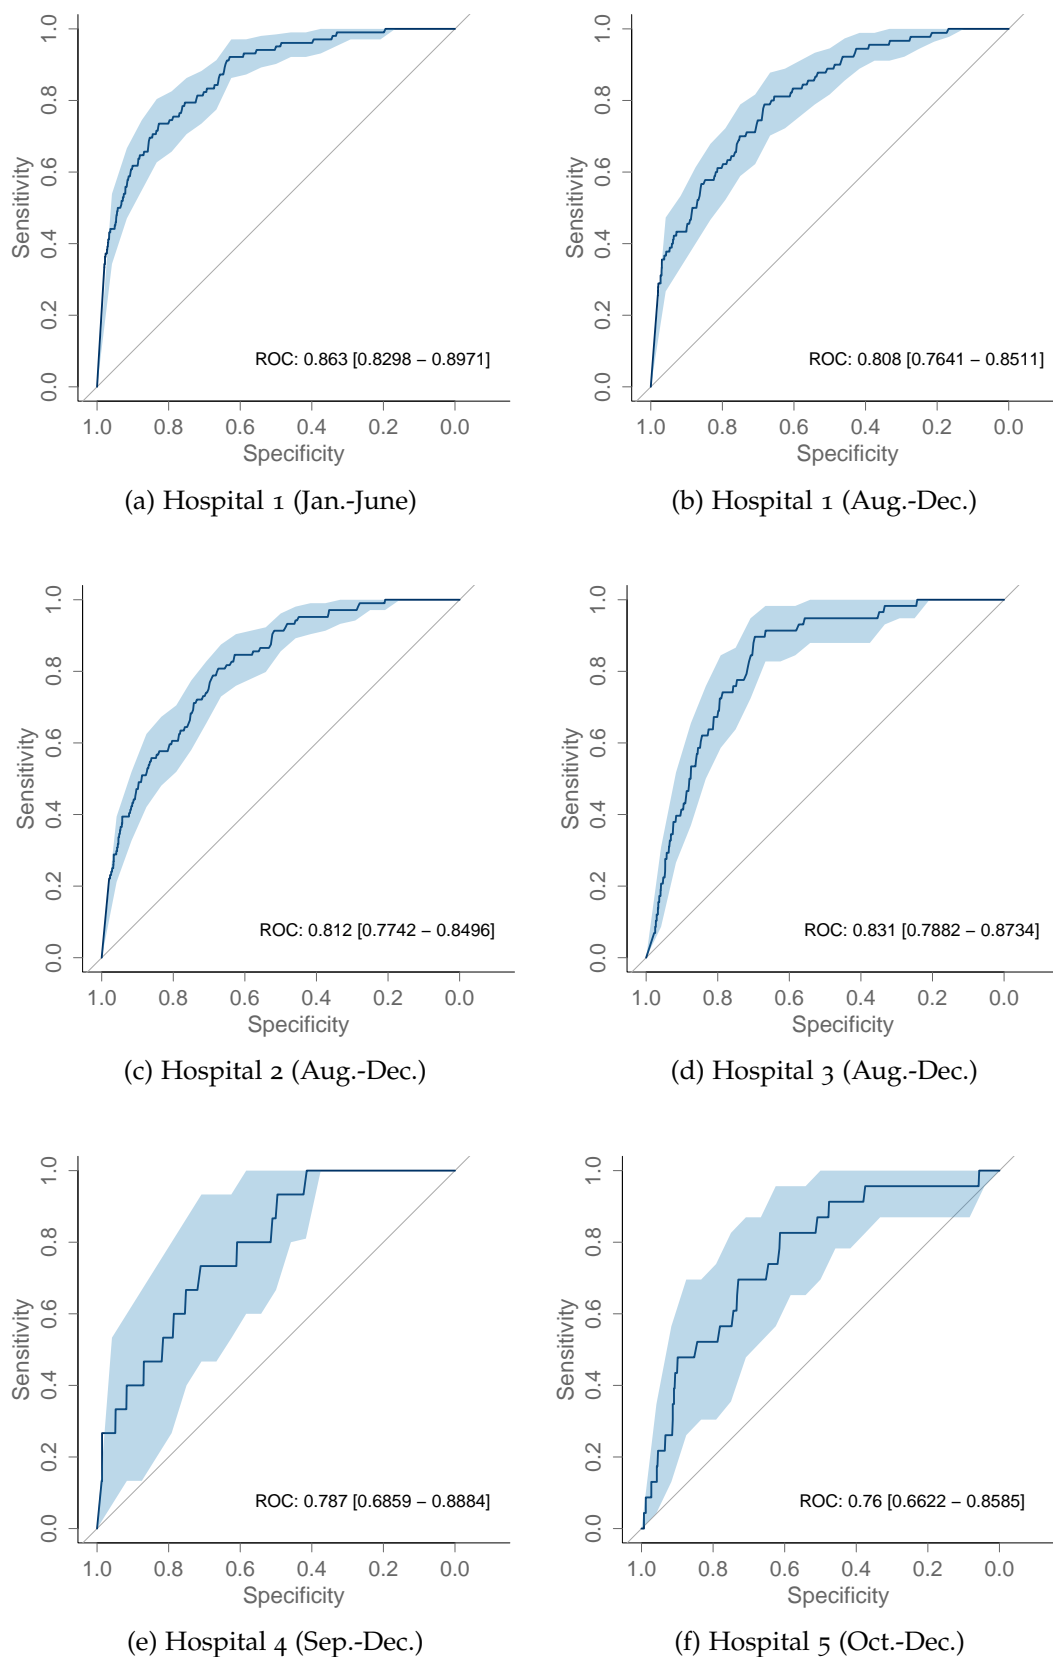 1.0
0.8
0.6
0.4
0.2
0.0
Sensitivity
ROC: 0.863 [0.8298 – 0.8971]
1.0 0.8 0.6 0.4 0.2 0.0
Specificity
(a) Hospital 1 (Jan.-June)
1.0
0.8
0.6
0.4
0.2
0.0
Sensitivity
ROC: 0.808 [0.7641 – 0.8511]
1.0 0.8 0.6 0.4 0.2 0.0
Specificity
(b) Hospital 1 (Aug.-Dec.)
1.0
0.8
0.6
0.4
0.2
0.0
Sensitivity
ROC: 0.812 [0.7742 – 0.8496]
1.0 0.8 0.6 0.4 0.2 0.0
Specificity
(c) Hospital 2 (Aug.-Dec.)
1.0
0.8
0.6
0.4
0.2
0.0
Sensitivity
ROC: 0.831 [0.7882 – 0.8734]
1.0 0.8 0.6 0.4 0.2 0.0
Specificity
(d) Hospital 3 (Aug.-Dec.)
1.0
0.8
0.6
0.4
0.2
0.0
Sensitivity
ROC: 0.787 [0.6859 – 0.8884]
1.0 0.8 0.6 0.4 0.2 0.0
Specificity
(e) Hospital 4 (Sep.-Dec.)
1.0
0.8
0.6
0.4
0.2
0.0
Sensitivity
ROC: 0.76 [0.6622 – 0.8585]
1.0 0.8 0.6 0.4 0.2 0.0
Specificity
(f) Hospital 5 (Oct.-Dec.)